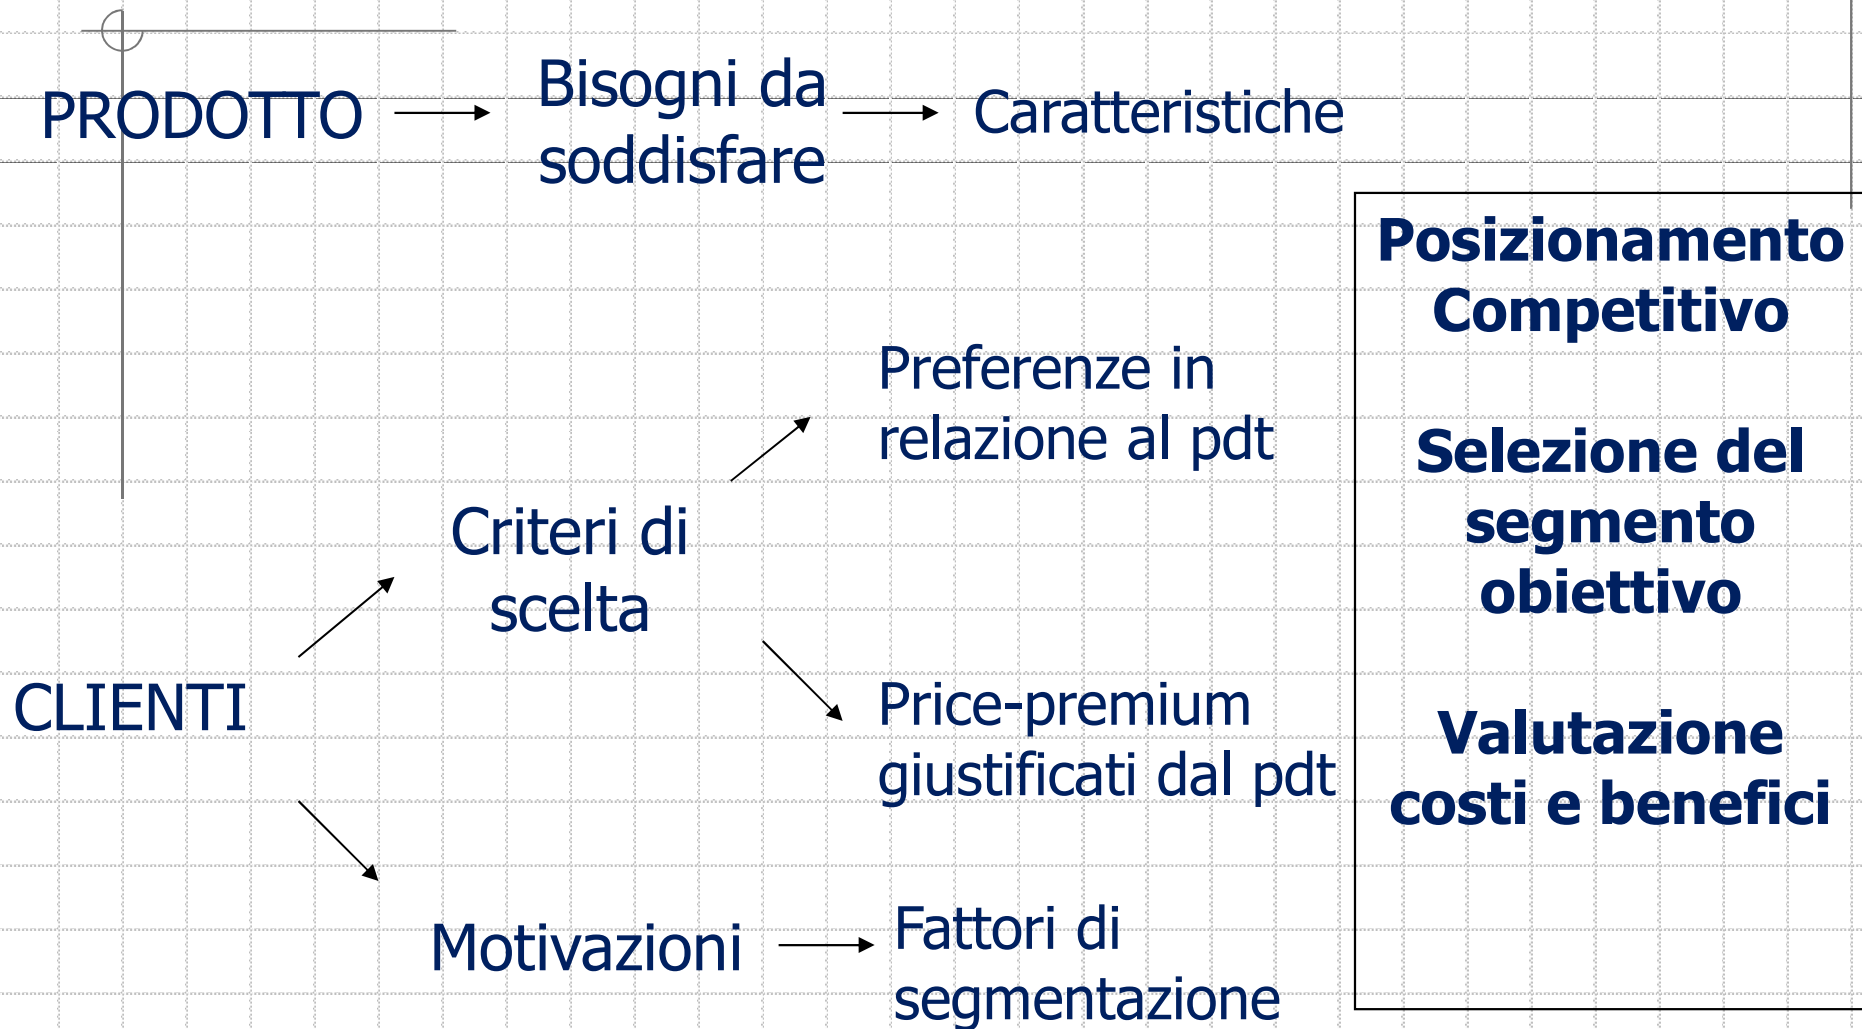 PRODOTTO
Bisogni da
soddisfare
Caratteristiche
CLIENTI
Criteri di
scelta
Preferenze in
relazione al pdt
Price-premium
giustificati dal pdt
Motivazioni
Fattori di
segmentazione
Posizionamento
Competitivo
Selezione del
segmento
obiettivo
Valutazione
costi e benefici